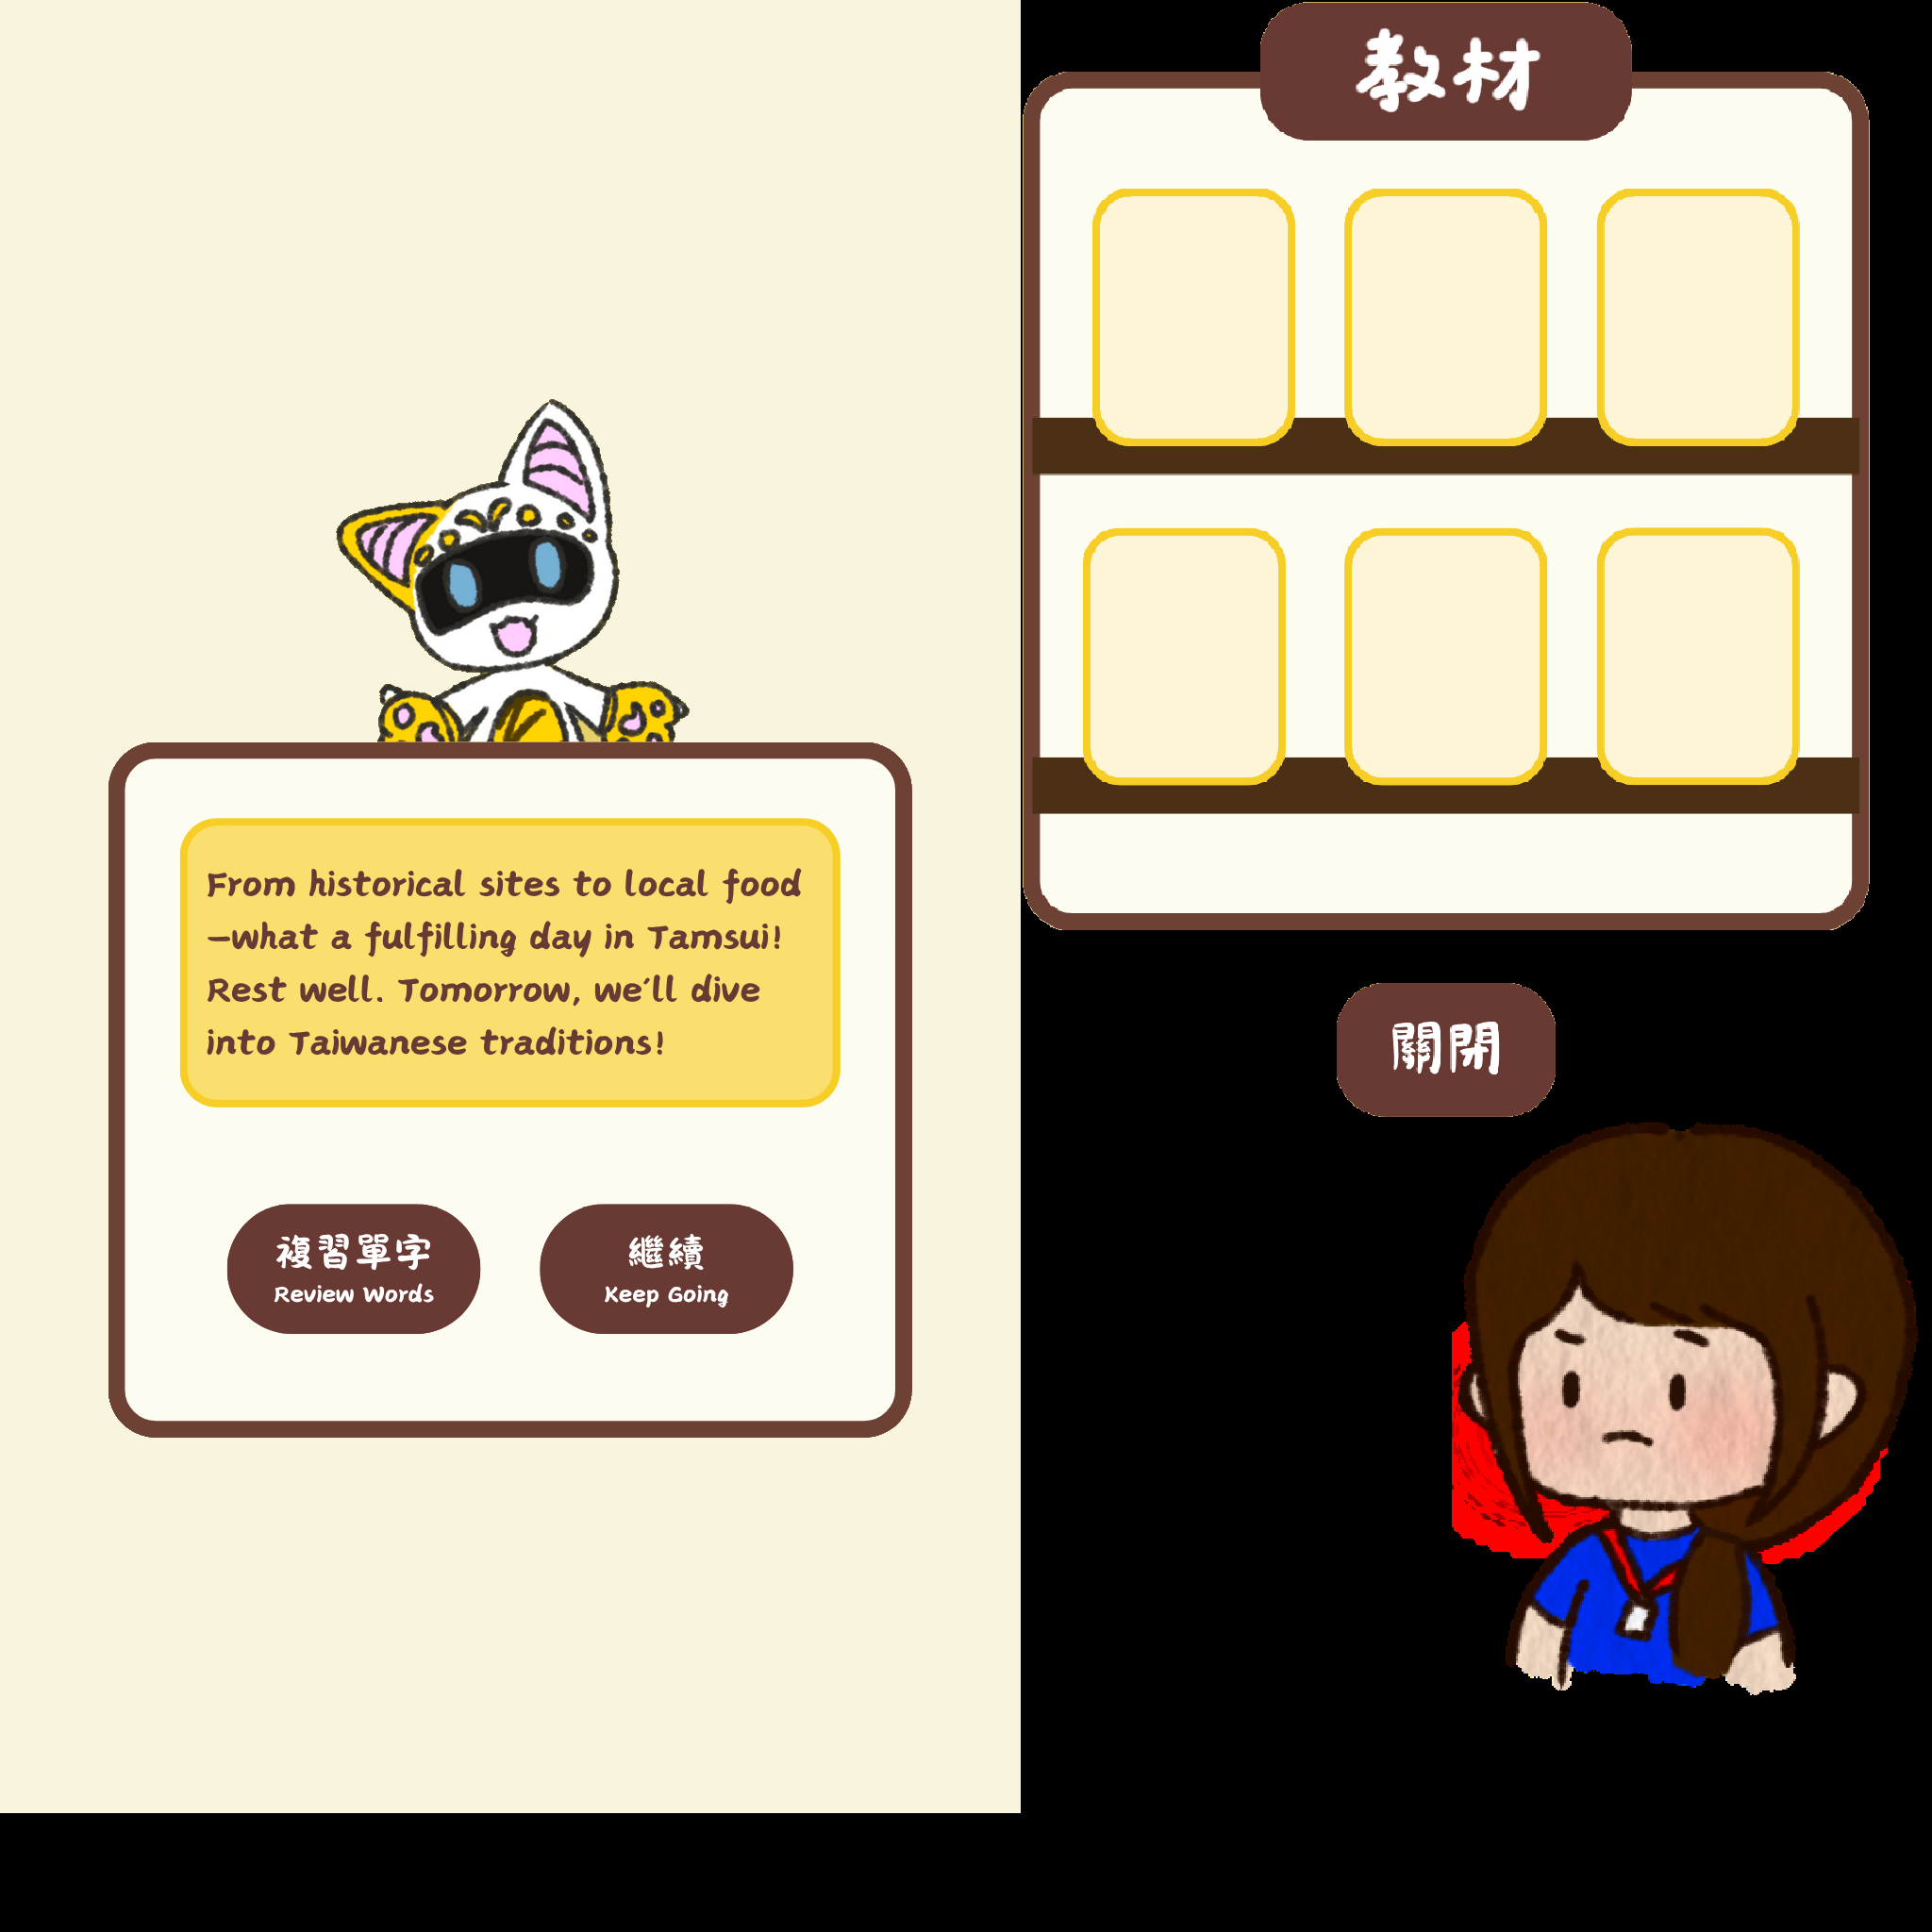 From historical sites to local food
—what a fulfilling day in Tamsui!
Rest well. Tomorrow, we'll dive
into Taiwanese traditions!
複習單字
Review Words
繼續
Keep Going
教材
關閉